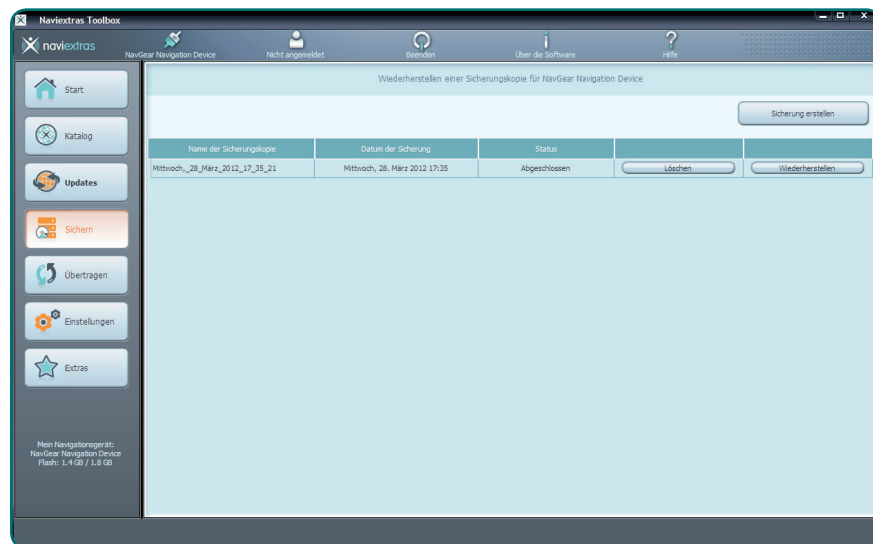 Naviextras Toolbox
naviextras
NavGear Navigation Device
Nicht angemeldet
Beenden
Über die Software
Hilfe
Start
Katalog
Updates
Sichern
Übertragen
Einstellungen
Extras
Mein Navigationsgerät:
NavGear Navigation Device
Flash: 1.4 GB / 1.8 GB
Wiederherstellen einer Sicherungskopie für NavGear Navigation Device
Sicherung erstellen
Name der Sicherungskopie Datum der Sicherung Status
Mittwoch,_28_März_2012_17_35_21 Mittwoch, 28. März 2012 17:35 Abgeschlossen Löschen Wiederherstellen